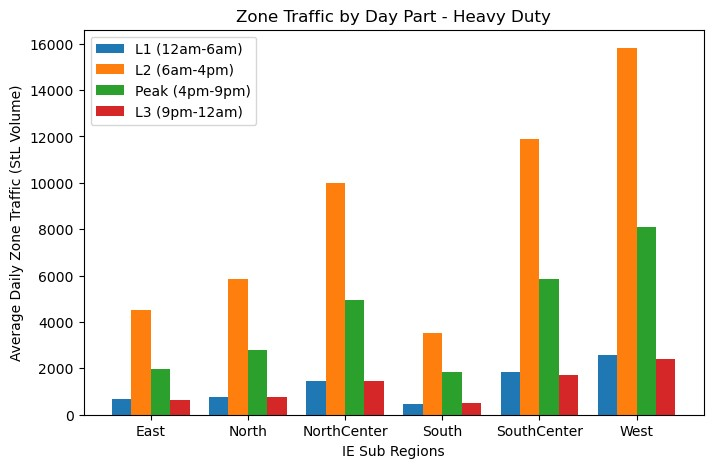 Zone Traffic by Day Part - Heavy Duty
L1 (12am-6am)
L2 (6am-4pm)
Peak (4pm-9pm)
L3 (9pm-12am)
Average Daily Zone Traffic (StL Volume)
16000
14000
12000
10000
8000
6000
4000
2000
0
East North NorthCenter South SouthCenter West
IE Sub Regions